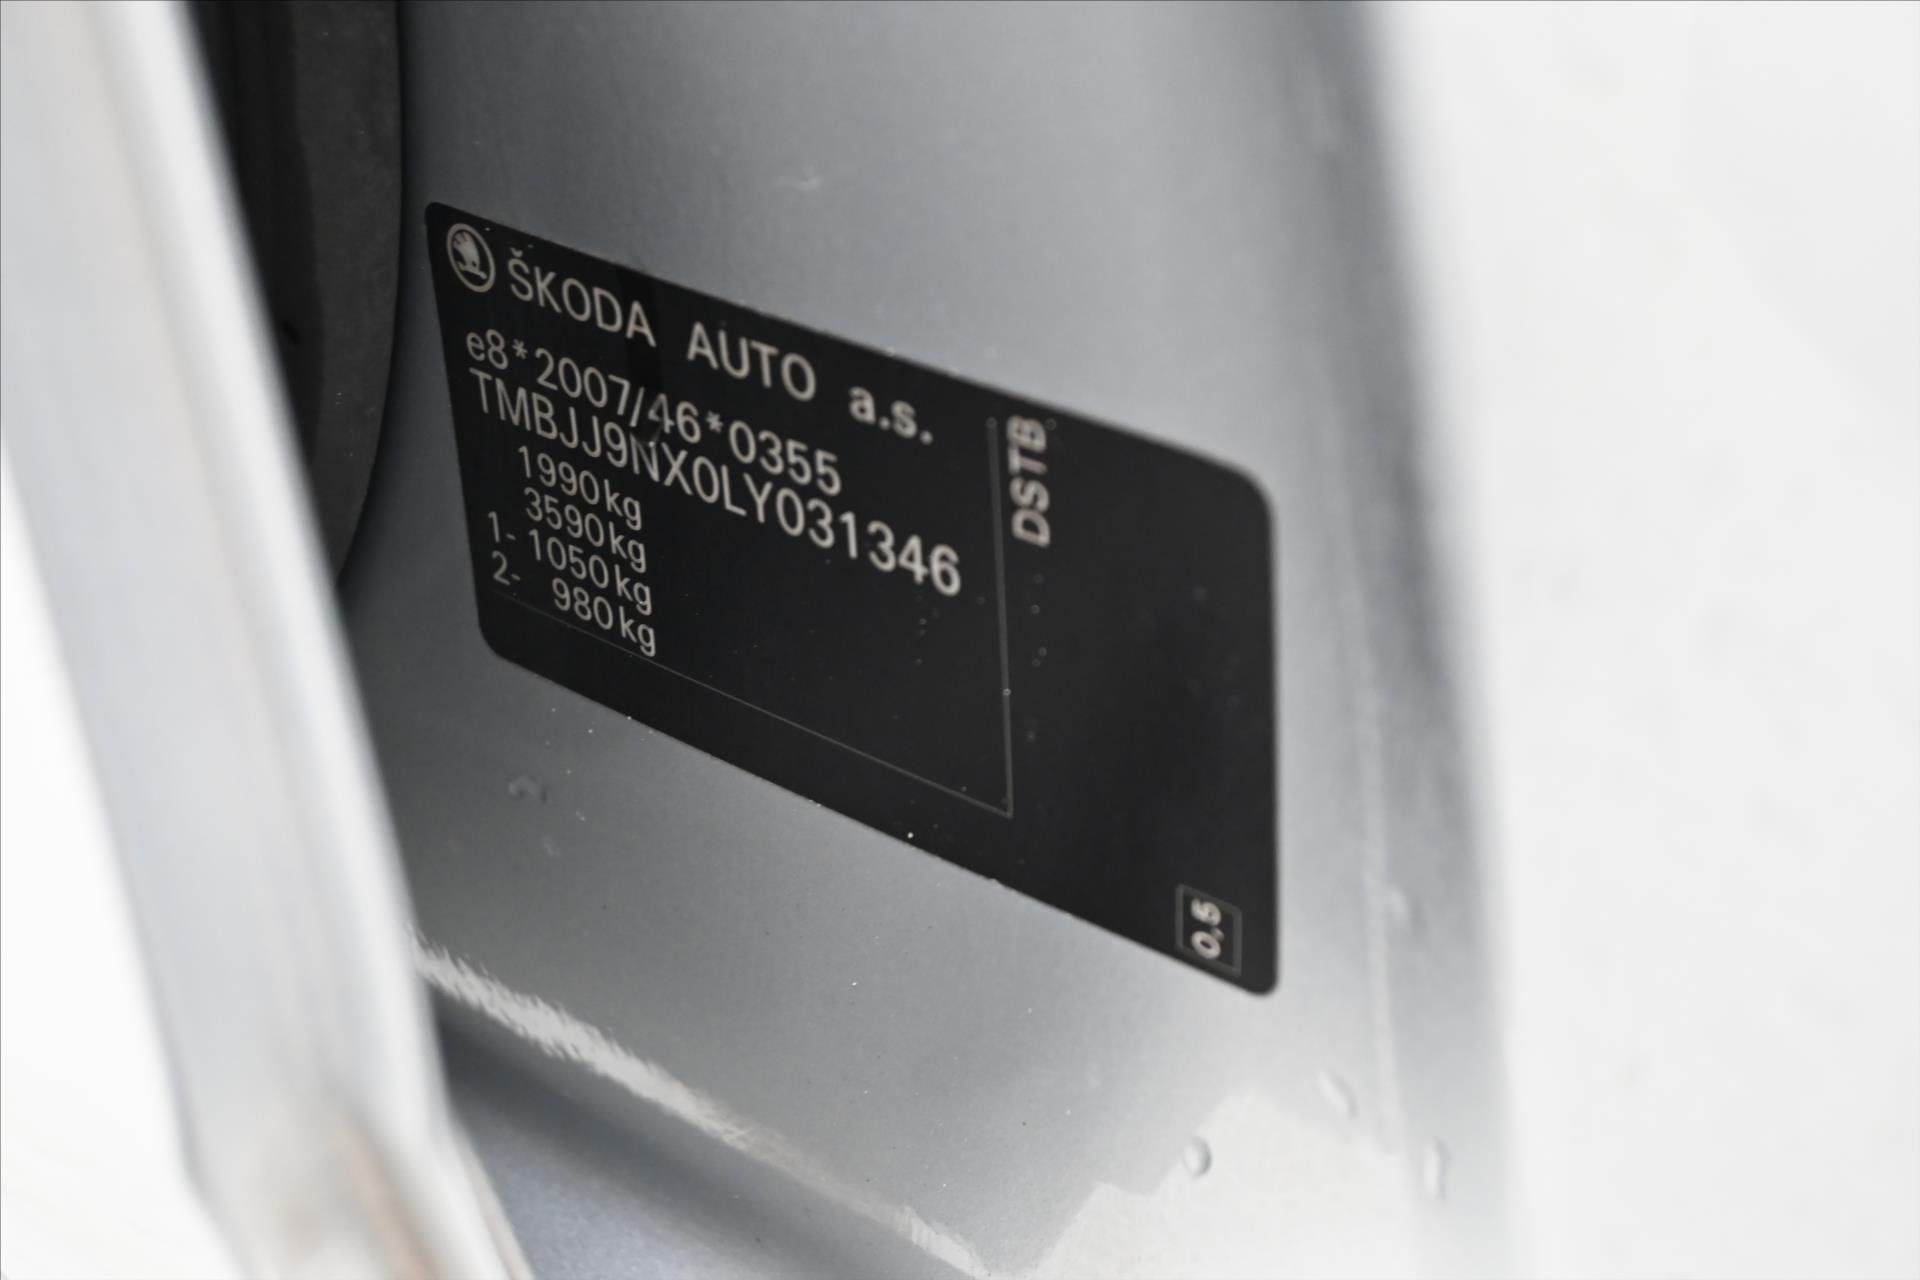 ŠKODA AUTO a.s.
e8*2007/46*0355
TMBJJ9NX0LY031346
1990kg
3590kg
1- 1050kg
2- 980kg
DSTB
0,5